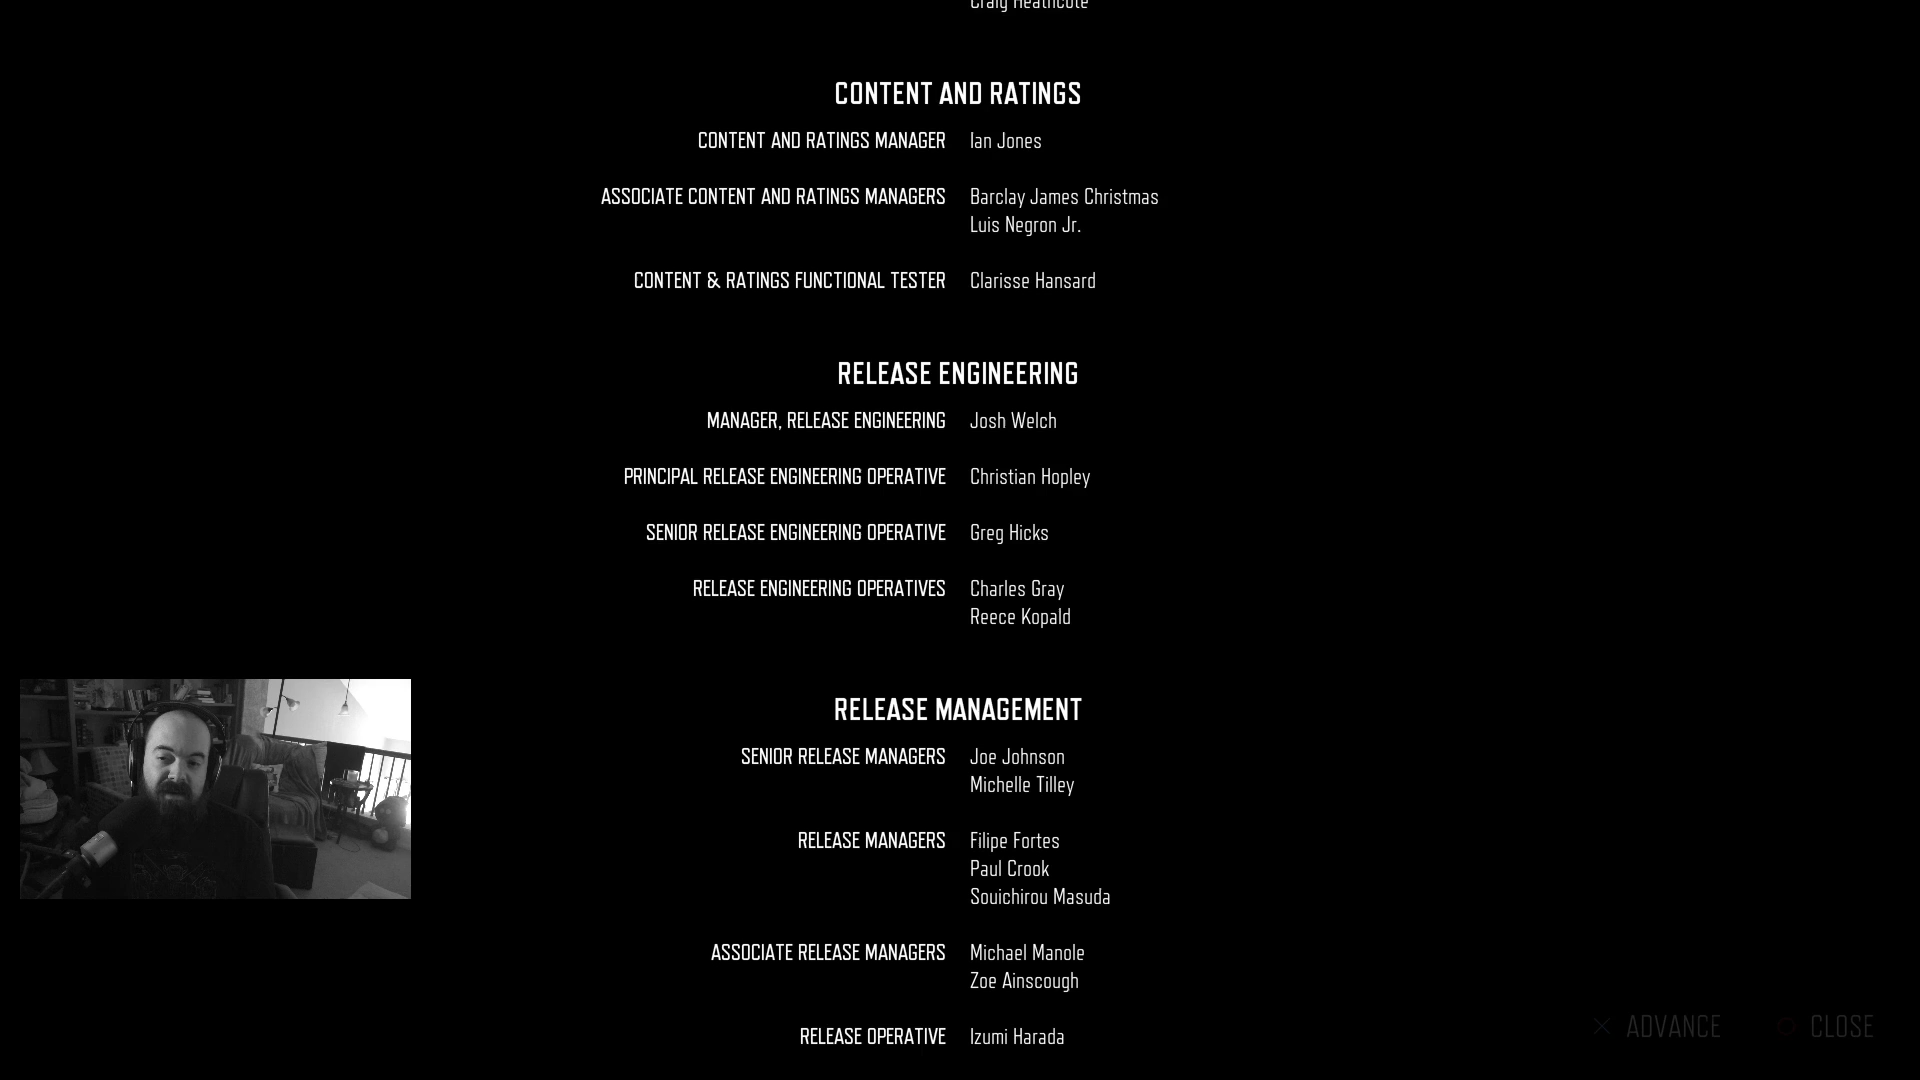 Craig Heathcote
CONTENT AND RATINGS
CONTENT AND RATINGS MANAGER Ian Jones
ASSOCIATE CONTENT AND RATINGS MANAGERS Barclay James Christmas
Luis Negron Jr.
CONTENT & RATINGS FUNCTIONAL TESTER Clarisse Hansard
RELEASE ENGINEERING
MANAGER, RELEASE ENGINEERING Josh Welch
PRINCIPAL RELEASE ENGINEERING OPERATIVE Christian Hopley
SENIOR RELEASE ENGINEERING OPERATIVE Greg Hicks
RELEASE ENGINEERING OPERATIVES Charles Gray
Reece Kopald
RELEASE MANAGEMENT
SENIOR RELEASE MANAGERS Joe Johnson
Michelle Tilley
RELEASE MANAGERS Filipe Fortes
Paul Crook
Souichirou Masuda
ASSOCIATE RELEASE MANAGERS Michael Manole
Zoe Ainscough
RELEASE OPERATIVE Izumi Harada
ADVANCE CLOSE